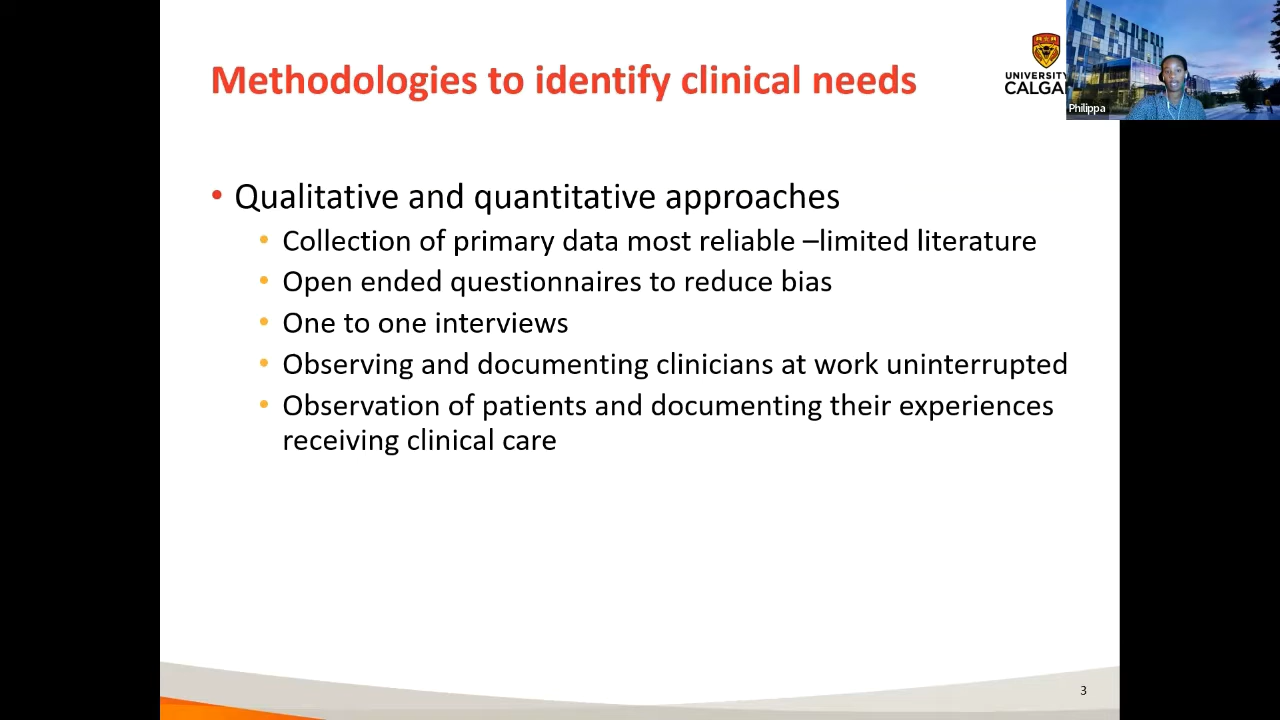 Methodologies to identify clinical needs
UNIVERSITY
CALGA
Philippa
• Qualitative and quantitative approaches
• Collection of primary data most reliable –limited literature
• Open ended questionnaires to reduce bias
• One to one interviews
• Observing and documenting clinicians at work uninterrupted
• Observation of patients and documenting their experiences
receiving clinical care
3